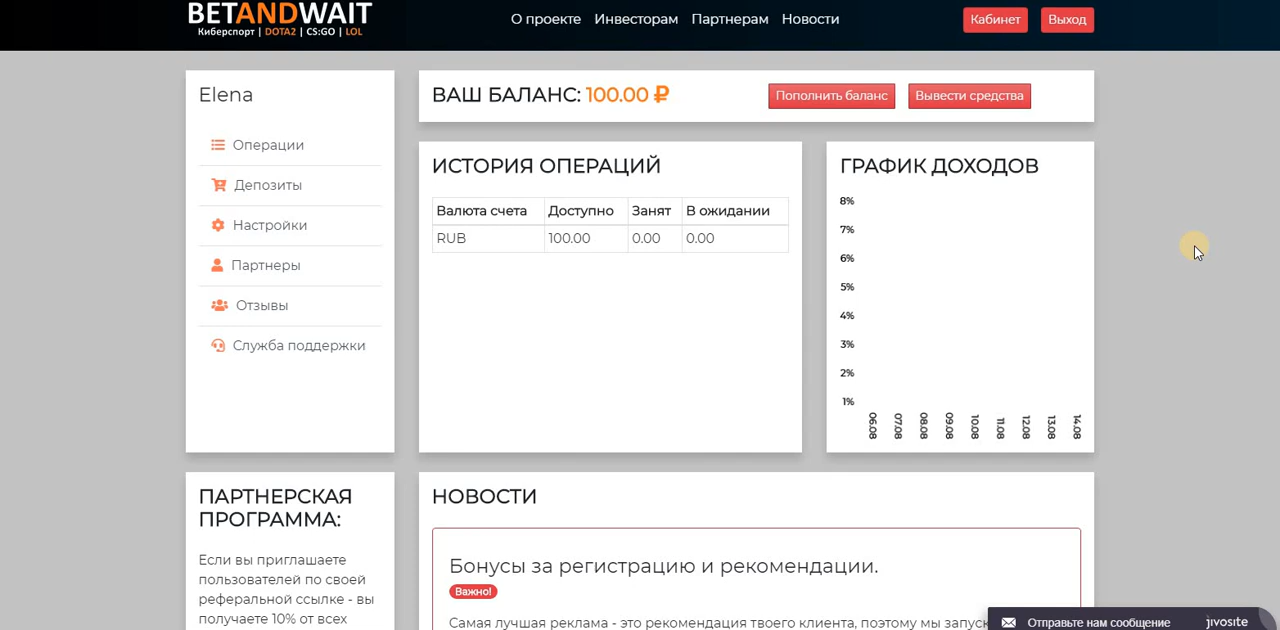 BETANDWAIT
Киберспорт | DOTA2 | CS:GO | LOL
О проекте Инвесторам Партнерам Новости
Кабинет Выход
Elena
Операции
Депозиты
Настройки
Партнеры
Отзывы
Служба поддержки
ВАШ БАЛАНС: 100.00 ₽
Пополнить баланс Вывести средства
ИСТОРИЯ ОПЕРАЦИЙ
Валюта счета Доступно Занят В ожидании
RUB 100.00 0.00 0.00
ГРАФИК ДОХОДОВ
8%
7%
6%
5%
4%
3%
2%
1%
06.08 07.08 08.08 09.08 10.08 11.08 12.08 13.08 14.08
ПАРТНЕРСКАЯ
ПРОГРАММА:
Если вы приглашаете
пользователей по своей
реферальной ссылке - вы
получаете 10% от всех
НОВОСТИ
Бонусы за регистрацию и рекомендации.
Важно!
Самая лучшая реклама - это рекомендация твоего клиента, поэтому мы
Отправьте нам сообщение jivosite